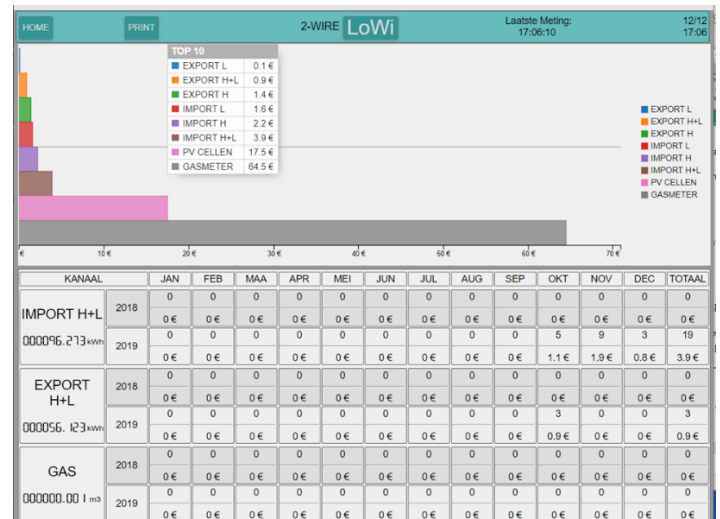 HOME PRINT 2-WIRE LoWi Laatste Meting: 12/12
17:06:10 17:06
TOP 10
EXPORT L 0.1 €
EXPORT H+L 0.9 €
EXPORT H 1.4 €
IMPORT L 1.6 €
IMPORT H 2.2 €
IMPORT H+L 3.9 €
PV CELLEN 17.5 €
GASMETER 64.5 €
EXPORT L
EXPORT H+L
EXPORT H
IMPORT L
IMPORT H
IMPORT H+L
PV CELLEN
GASMETER
€ 10 € 20 € 30 € 40 € 50 € 60 € 70 €
KANAAL JAN FEB MAA APR MEI JUN JUL AUG SEP OKT NOV DEC TOTAAL
IMPORT H+L
000096.273 kWh
2018 0 0 0 0 0 0 0 0 0 0 0 0 0
0 € 0 € 0 € 0 € 0 € 0 € 0 € 0 € 0 € 0 € 0 € 0 € 0 €
2019 0 0 0 0 0 0 0 0 0 5 9 3 19
0 € 0 € 0 € 0 € 0 € 0 € 0 € 0 € 0 € 1.1 € 1.9 € 0.8 € 3.9 €
EXPORT
H+L
000056.123 kWh
2018 0 0 0 0 0 0 0 0 0 0 0 0 0
0 € 0 € 0 € 0 € 0 € 0 € 0 € 0 € 0 € 0 € 0 € 0 € 0 €
2019 0 0 0 0 0 0 0 0 0 3 0 0 3
0 € 0 € 0 € 0 € 0 € 0 € 0 € 0 € 0 € 0.9 € 0 € 0 € 0.9 €
GAS
000000.001 m3
2018 0 0 0 0 0 0 0 0 0 0 0 0 0
0 € 0 € 0 € 0 € 0 € 0 € 0 € 0 € 0 € 0 € 0 € 0 € 0 €
2019 0 0 0 0 0 0 0 0 0 0 0 0 0
0 € 0 € 0 € 0 € 0 € 0 € 0 € 0 € 0 € 0 € 0 € 0 € 0 €